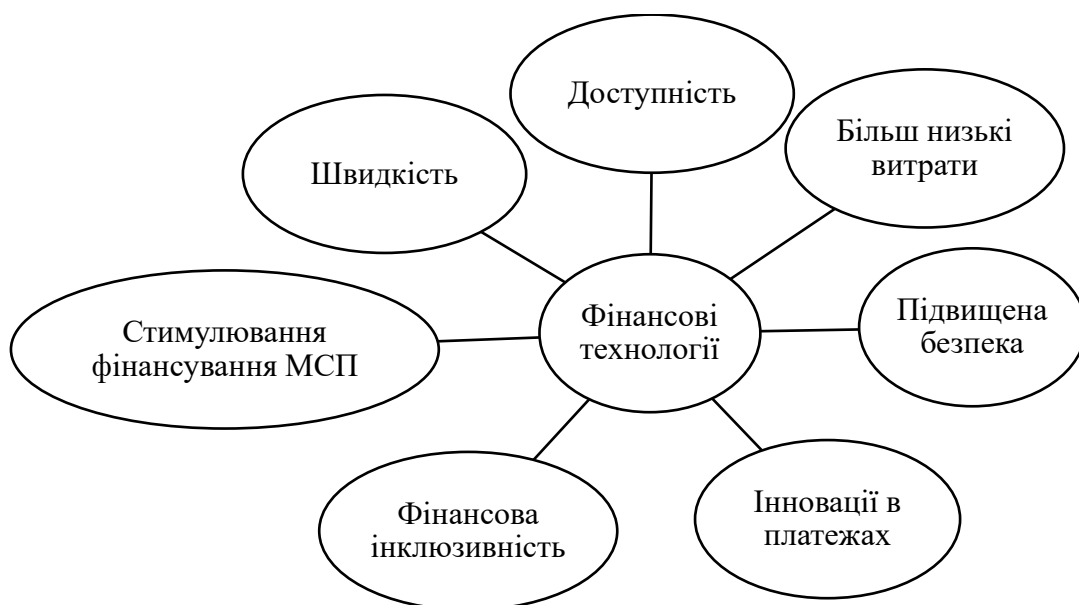 Доступність
Більш низькі
витрати
Швидкість
Підвищена
безпека
Фінансові
технології
Стимулювання
фінансування МСП
Інновації в
платежах
Фінансова
інклюзивність